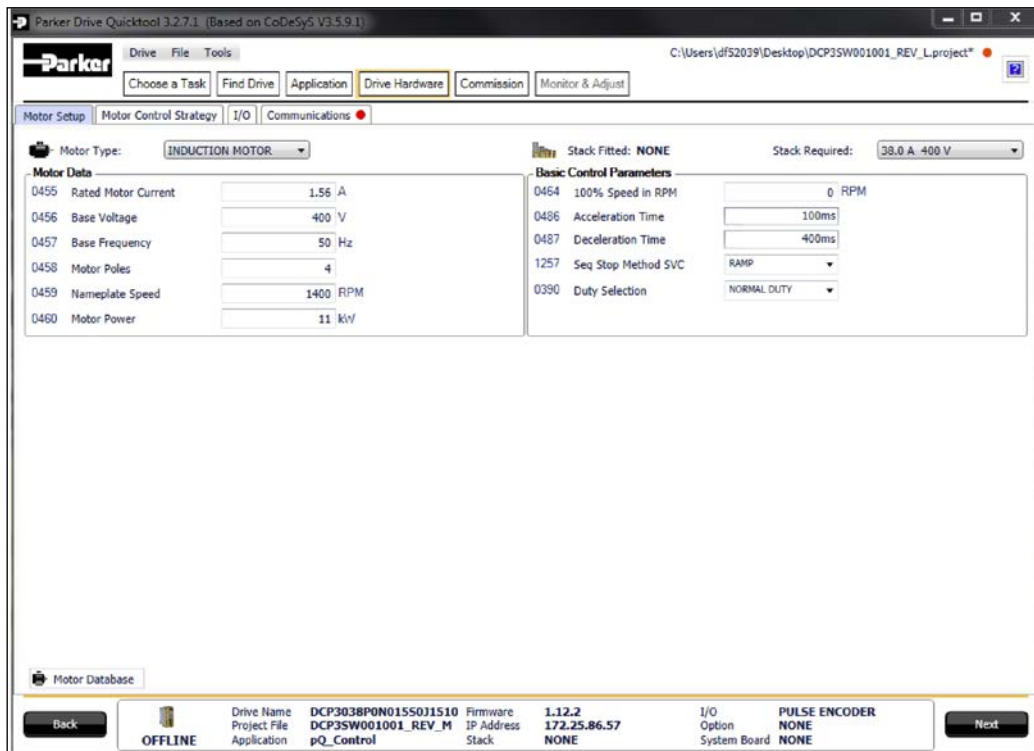 Parker Drive Quicktool 3.2.7.1 (Based on CoDeSyS V3.5.9.1)
Parker
Drive File Tools
C:\Users\df52039\Desktop\DCP3SW001001_REV_L.project*
Choose a Task Find Drive Application Drive Hardware Commission Monitor & Adjust
Motor Setup Motor Control Strategy I/O Communications
Motor Type: INDUCTION MOTOR Stack Fitted: NONE Stack Required: 38.0 A 400 V
Motor Data Basic Control Parameters
0455 Rated Motor Current 1.56 A 0464 100% Speed in RPM 0 RPM
0456 Base Voltage 400 V 0486 Acceleration Time 100ms
0457 Base Frequency 50 Hz 0487 Deceleration Time 400ms
0458 Motor Poles 4 1257 Seq Stop Method SVC RAMP
0459 Nameplate Speed 1400 RPM 0390 Duty Selection NORMAL DUTY
0460 Motor Power 11 kW
Motor Database
Drive Name DCP3038P0N01550J1510 Firmware 1.12.2 I/O PULSE ENCODER
Back Project File DCP3SW001001_REV_M IP Address 172.25.86.57 Option NONE Next
OFFLINE Application pQ_Control Stack NONE System Board NONE